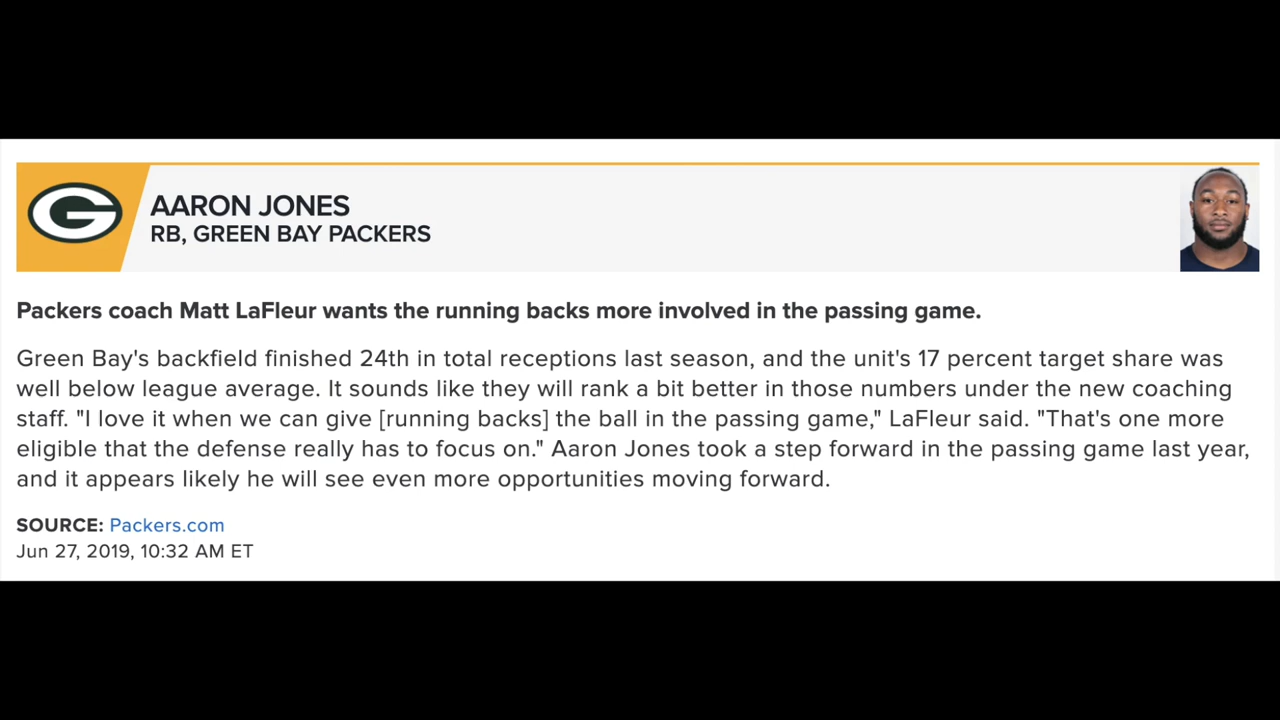 G
AARON JONES
RB, GREEN BAY PACKERS
Packers coach Matt LaFleur wants the running backs more involved in the passing game.
Green Bay's backfield finished 24th in total receptions last season, and the unit's 17 percent target share was
well below league average. It sounds like they will rank a bit better in those numbers under the new coaching
staff. "I love it when we can give [running backs] the ball in the passing game," LaFleur said. "That's one more
eligible that the defense really has to focus on." Aaron Jones took a step forward in the passing game last year,
and it appears likely he will see even more opportunities moving forward.
SOURCE: Packers.com
Jun 27, 2019, 10:32 AM ET